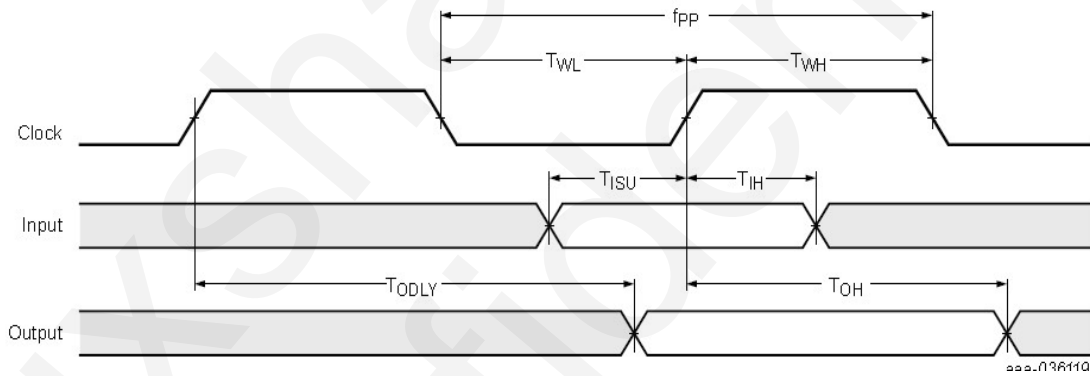 fPP
TWL TWH
Clock
TISU TIH
Input
TODLY TOH
Output
aaa-036119